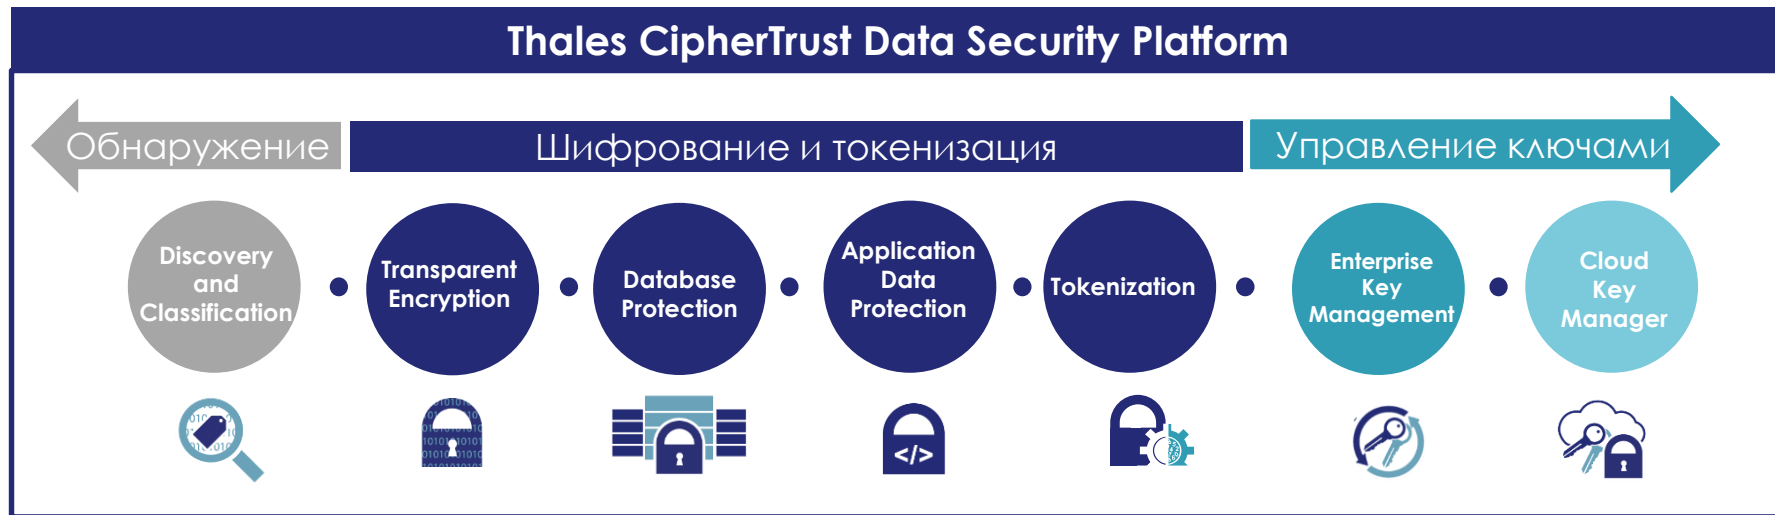 Thales CipherTrust Data Security Platform
Обнаружение
Шифрование и токенизация
Управление ключами
Discovery
and
Classification
Transparent
Encryption
Database
Protection
Application
Data
Protection
Tokenization
Enterprise
Key
Management
Cloud
Key
Manager
</>